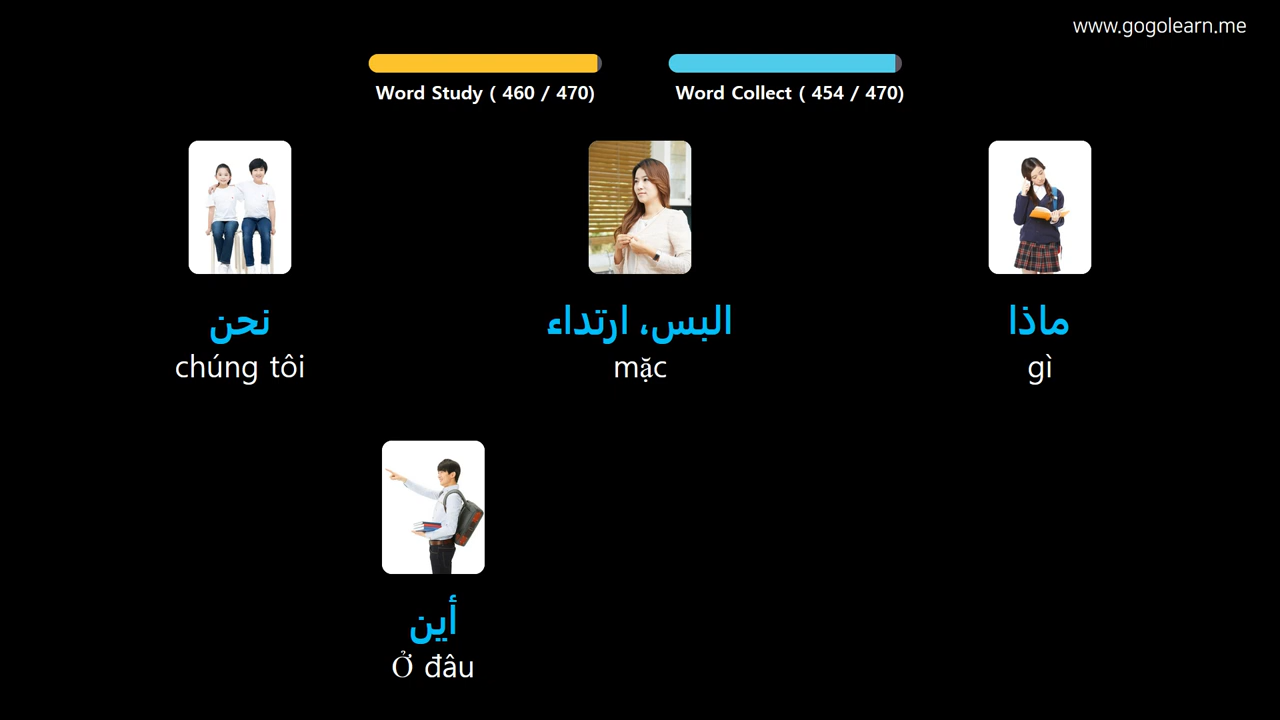 www.gogolearn.me
Word Study ( 460 / 470)
Word Collect ( 454 / 470)
نحن
chúng tôi
البس، ارتداء
mặc
ماذا
gì
أين
Ở đâu